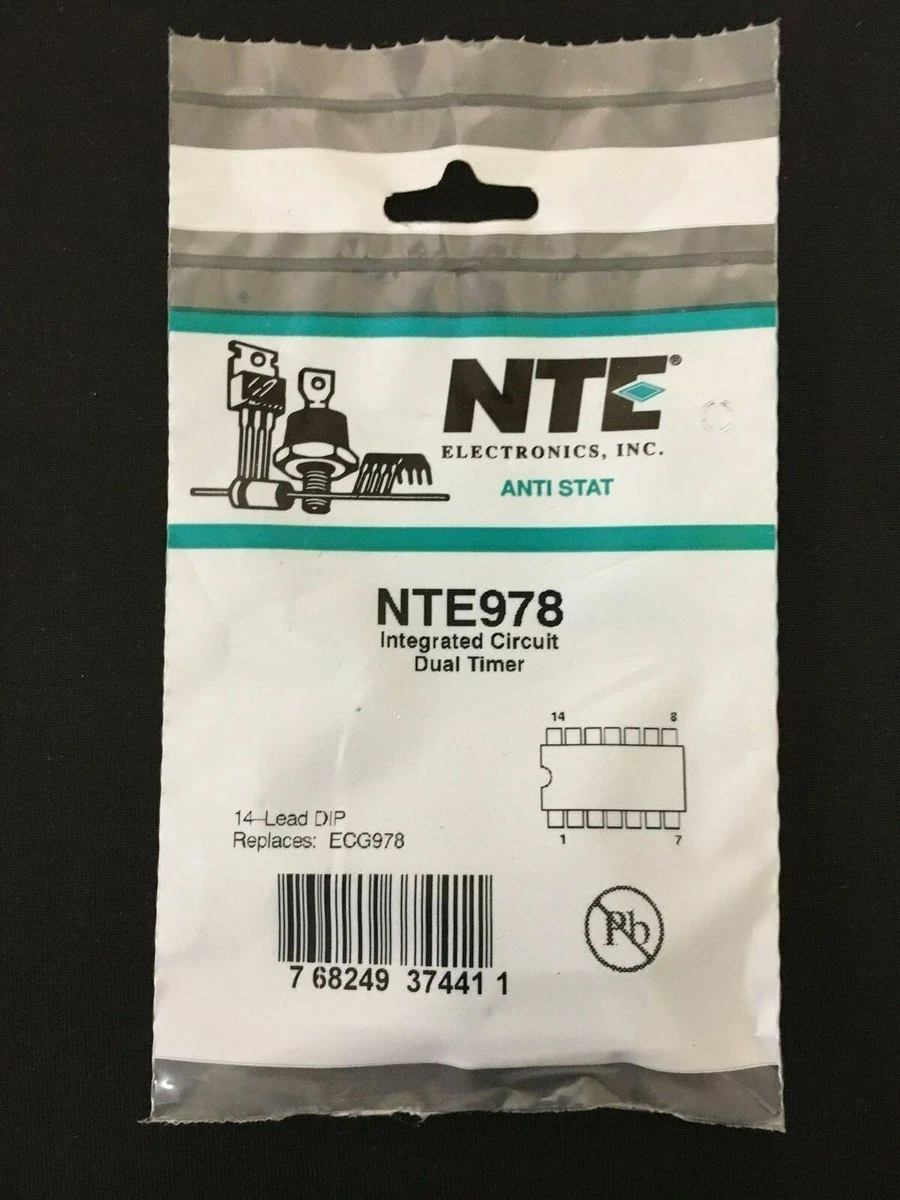 NTE®
ELECTRONICS, INC.
ANTI STAT
NTE978
Integrated Circuit
Dual Timer
14 8
1 7
14-Lead DIP
Replaces: ECG978
Pb
7 68249 37441 1